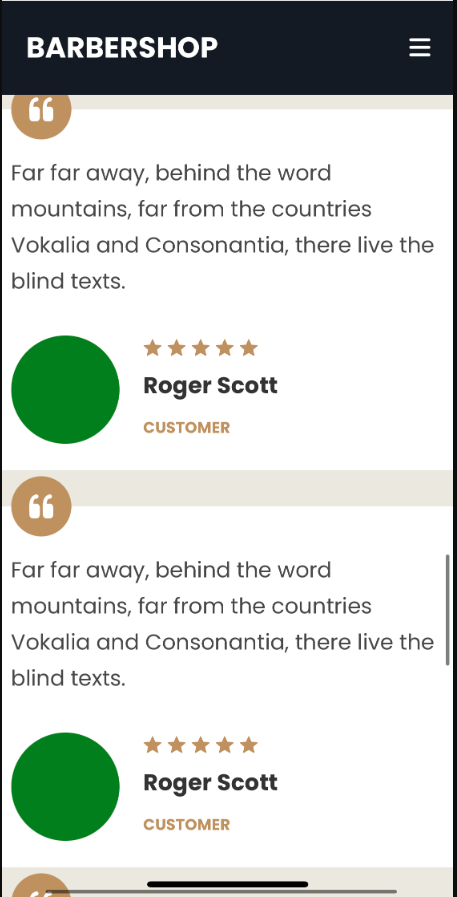 BARBERSHOP
Far far away, behind the word
mountains, far from the countries
Vokalia and Consonantia, there live the
blind texts.
Roger Scott
CUSTOMER
Far far away, behind the word
mountains, far from the countries
Vokalia and Consonantia, there live the
blind texts.
Roger Scott
CUSTOMER